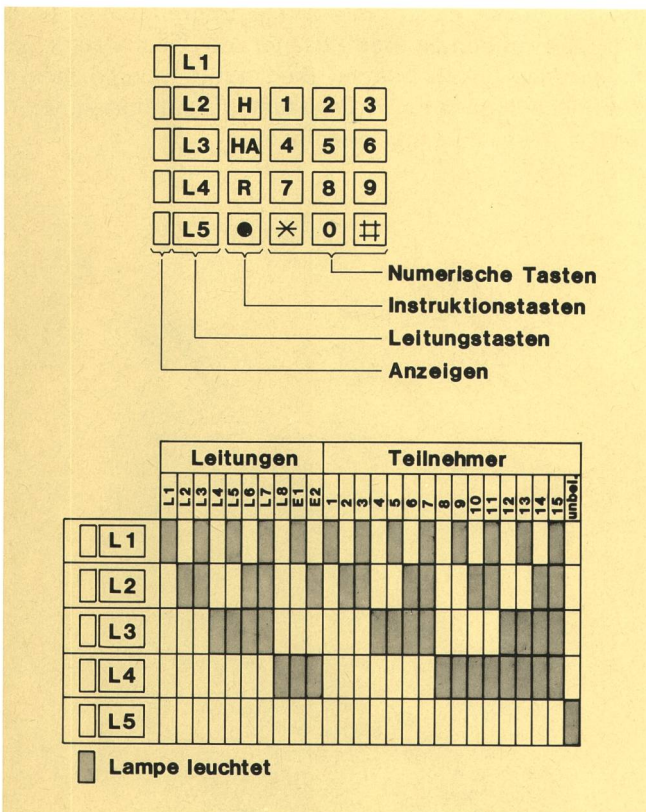 L1
L2 H 1 2 3
L3 HA 4 5 6
L4 R 7 8 9
L5 ● * 0 #
Numerische Tasten
Instruktionstasten
Leitungstasten
Anzeigen
Leitungen Teilnehmer
L1 L2 L3 L4 L5 L6 L7 L8 E1 E2 1 2 3 4 5 6 7 8 9 10 11 12 13 14 15 unbel.
L1
L2
L3
L4
L5
Lampe leuchtet